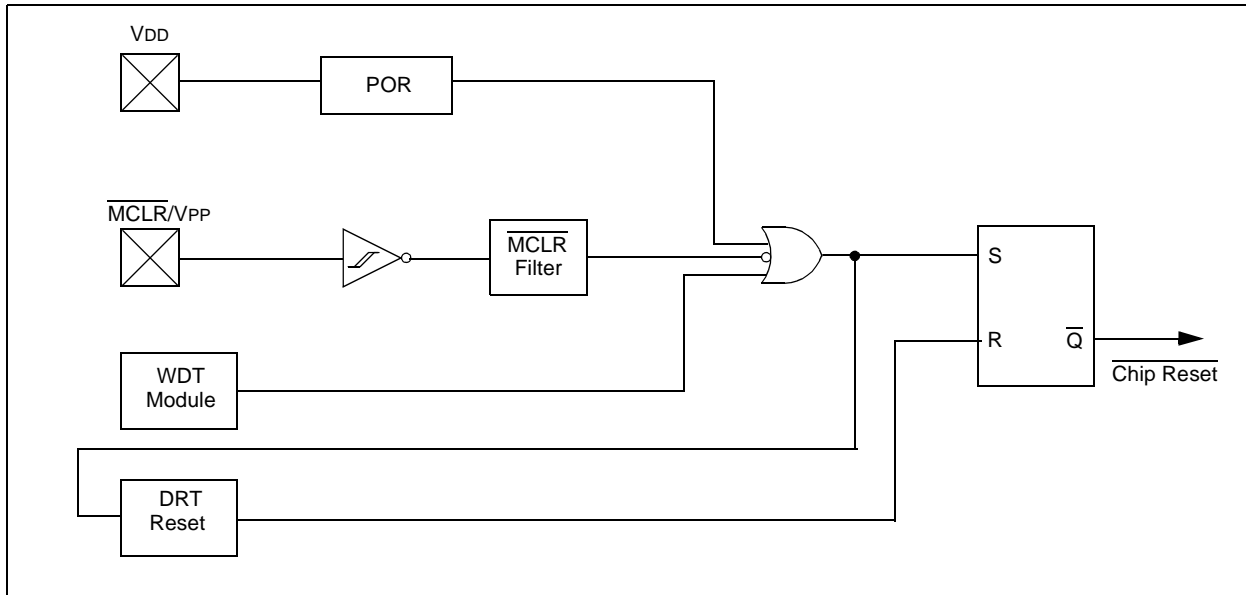 VDD
POR
MCLR/VPP
MCLR
Filter
S
R
Q
Chip Reset
WDT
Module
DRT
Reset